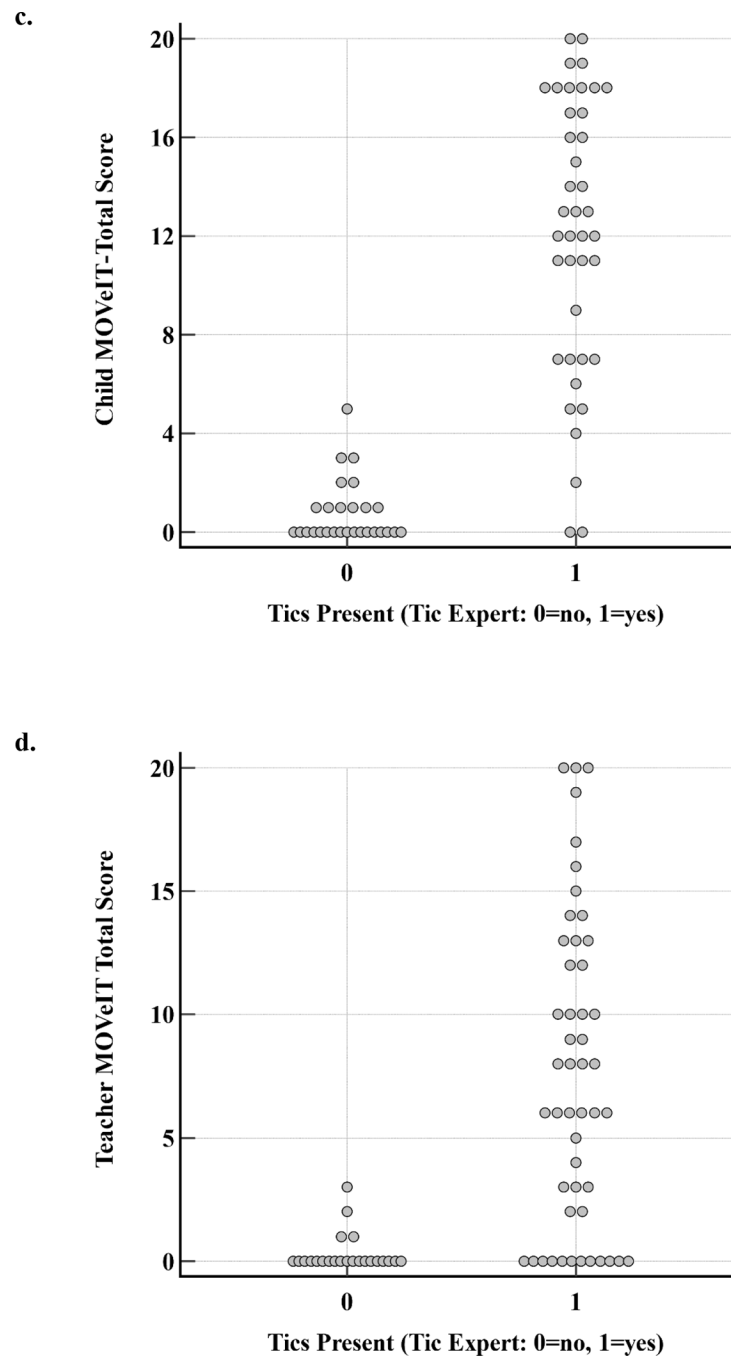 c.
Child MOVeIT-Total Score
20
16
12
8
4
0
0 1
Tics Present (Tic Expert: 0=no, 1=yes)
d.
Teacher MOVeIT Total Score
20
15
10
5
0
0 1
Tics Present (Tic Expert: 0=no, 1=yes)